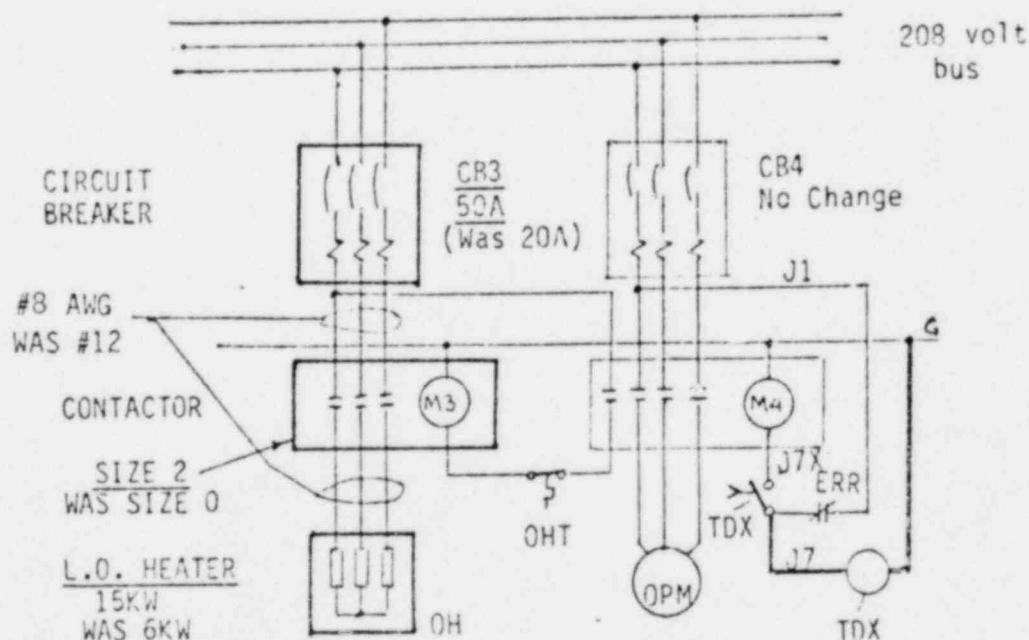 208 volt
bus
CIRCUIT
BREAKER
CB3
50A
(Was 20A)
CB4
No Change
J1
#8 AWG
WAS #12
G
CONTACTOR
M3
M4
SIZE 2
WAS SIZE 0
J7X
ERR
OHT
TDX
J7
L.O. HEATER
15KW
WAS 6KW
OH
OPM
TDX